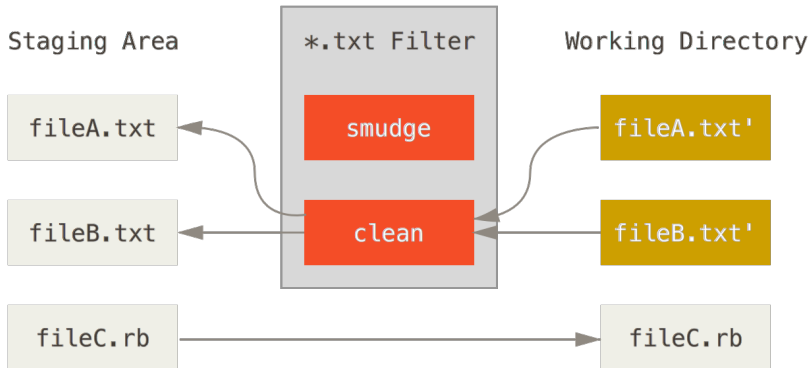 Staging Area
*.txt Filter
Working Directory
fileA.txt
smudge
fileA.txt'
fileB.txt
clean
fileB.txt'
fileC.rb
fileC.rb